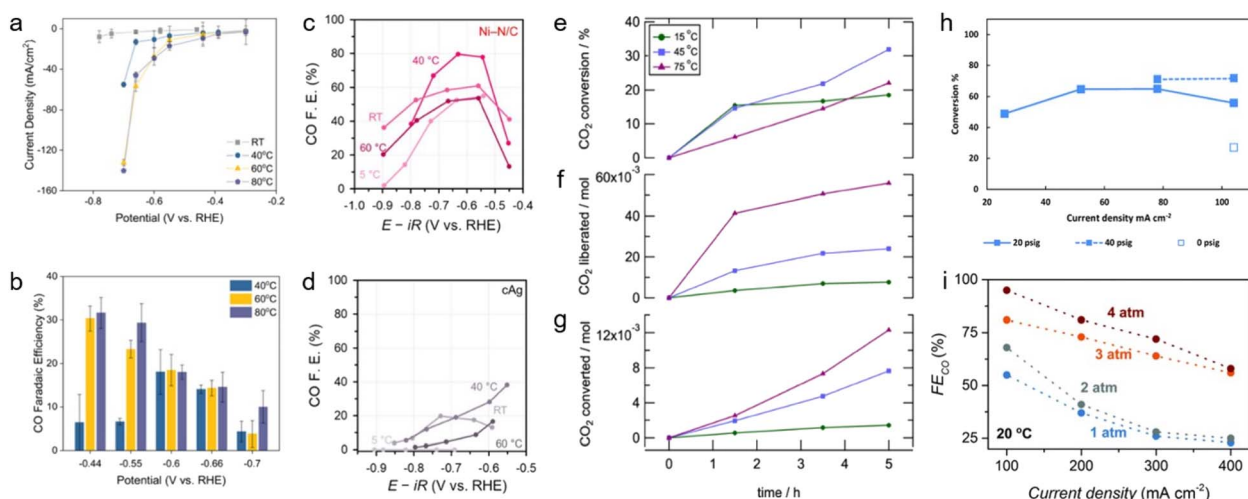 a
Current Density (mA/cm²)
0
-40
-80
-120
-160
-0.8
-0.6
-0.4
-0.2
Potential (V vs. RHE)
RT
40°C
60°C
80°C
b
CO Faradaic Efficiency (%)
40
30
20
10
0
-0.44
-0.55
-0.6
-0.66
-0.7
Potential (V vs. RHE)
40°C
60°C
80°C
c
Ni–N/C
CO F. E. (%)
100
80
60
40
20
0
40 °C
RT
60 °C
5 °C
-1.0
-0.9
-0.8
-0.7
-0.6
-0.5
-0.4
E − iR (V vs. RHE)
d
cAg
CO F. E. (%)
100
80
60
40
20
0
40 °C
RT
5 °C
60 °C
-0.9
-0.8
-0.7
-0.6
-0.5
E − iR (V vs. RHE)
e
CO₂ conversion / %
40
30
20
10
0
15 °C
45 °C
75 °C
f
CO₂ liberated / mol
60x10⁻³
40
20
0
g
CO₂ converted / mol
12x10⁻³
8
4
0
0
1
2
3
4
5
time / h
h
Conversion %
100
80
60
40
20
0
20
40
60
80
100
Current density mA cm⁻²
20 psig
40 psig
0 psig
i
FE_CO (%)
100
75
50
25
4 atm
3 atm
2 atm
1 atm
20 °C
100
200
300
400
Current density (mA cm⁻²)